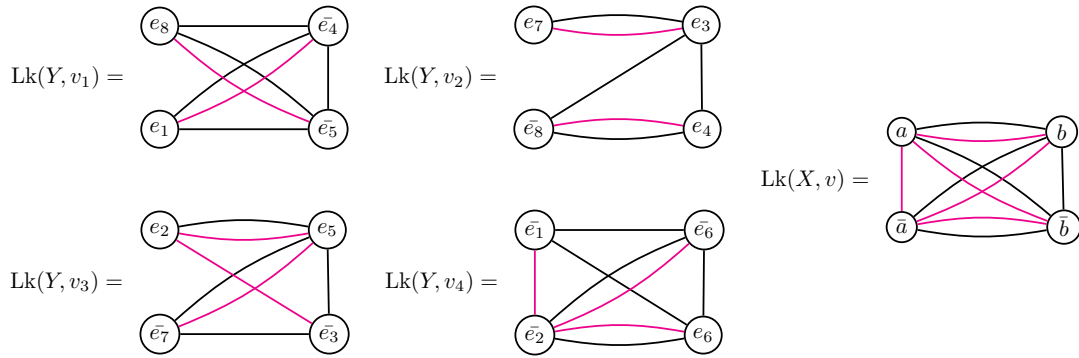 Lk(Y, v₁) =
e₈ ē₄
e₁ ē₅
Lk(Y, v₂) =
e₇ e₃
ē₈ e₄
Lk(Y, v₃) =
e₂ e₅
ē₇ ē₃
Lk(Y, v₄) =
ē₁ ē₆
ē₂ e₆
Lk(X, v) =
a b
ā b̄